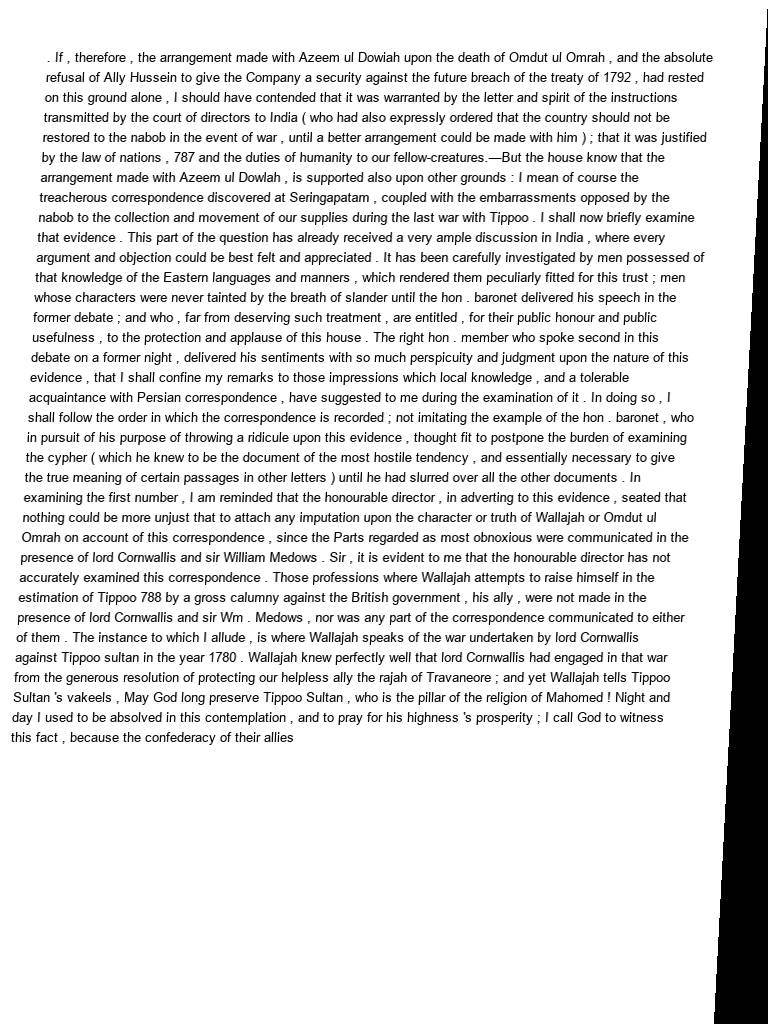 . If , therefore , the arrangement made with Azeem ul Dowiah upon the death of Omdut ul Omrah , and the absolute
refusal of Ally Hussein to give the Company a security against the future breach of the treaty of 1792 , had rested
on this ground alone , I should have contended that it was warranted by the letter and spirit of the instructions
transmitted by the court of directors to India ( who had also expressly ordered that the country should not be
restored to the nabob in the event of war , until a better arrangement could be made with him ) ; that it was justified
by the law of nations , 787 and the duties of humanity to our fellow-creatures.—But the house know that the
arrangement made with Azeem ul Dowlah , is supported also upon other grounds : I mean of course the
treacherous correspondence discovered at Seringapatam , coupled with the embarrassments opposed by the
nabob to the collection and movement of our supplies during the last war with Tippoo . I shall now briefly examine
that evidence . This part of the question has already received a very ample discussion in India , where every
argument and objection could be best felt and appreciated . It has been carefully investigated by men possessed of
that knowledge of the Eastern languages and manners , which rendered them peculiarly fitted for this trust ; men
whose characters were never tainted by the breath of slander until the hon . baronet delivered his speech in the
former debate ; and who , far from deserving such treatment , are entitled , for their public honour and public
usefulness , to the protection and applause of this house . The right hon . member who spoke second in this
debate on a former night , delivered his sentiments with so much perspicuity and judgment upon the nature of this
evidence , that I shall confine my remarks to those impressions which local knowledge , and a tolerable
acquaintance with Persian correspondence , have suggested to me during the examination of it . In doing so , I
shall follow the order in which the correspondence is recorded ; not imitating the example of the hon . baronet , who
in pursuit of his purpose of throwing a ridicule upon this evidence , thought fit to postpone the burden of examining
the cypher ( which he knew to be the document of the most hostile tendency , and essentially necessary to give
the true meaning of certain passages in other letters ) until he had slurred over all the other documents . In
examining the first number , I am reminded that the honourable director , in adverting to this evidence , seated that
nothing could be more unjust that to attach any imputation upon the character or truth of Wallajah or Omdut ul
Omrah on account of this correspondence , since the Parts regarded as most obnoxious were communicated in the
presence of lord Cornwallis and sir William Medows . Sir , it is evident to me that the honourable director has not
accurately examined this correspondence . Those professions where Wallajah attempts to raise himself in the
estimation of Tippoo 788 by a gross calumny against the British government , his ally , were not made in the
presence of lord Cornwallis and sir Wm . Medows , nor was any part of the correspondence communicated to either
of them . The instance to which I allude , is where Wallajah speaks of the war undertaken by lord Cornwallis
against Tippoo sultan in the year 1780 . Wallajah knew perfectly well that lord Cornwallis had engaged in that war
from the generous resolution of protecting our helpless ally the rajah of Travaneore ; and yet Wallajah tells Tippoo
Sultan 's vakeels , May God long preserve Tippoo Sultan , who is the pillar of the religion of Mahomed ! Night and
day I used to be absolved in this contemplation , and to pray for his highness 's prosperity ; I call God to witness
this fact , because the confederacy of their allies